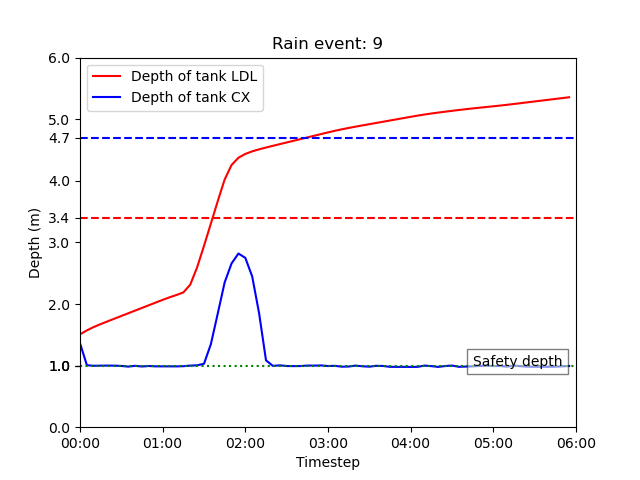 Rain event: 9
Depth of tank LDL
Depth of tank CX
6.0
5.0
4.7
4.0
3.4
3.0
2.0
1.0
1.0
0.0
Depth (m)
Safety depth
00:00 01:00 02:00 03:00 04:00 05:00 06:00
Timestep